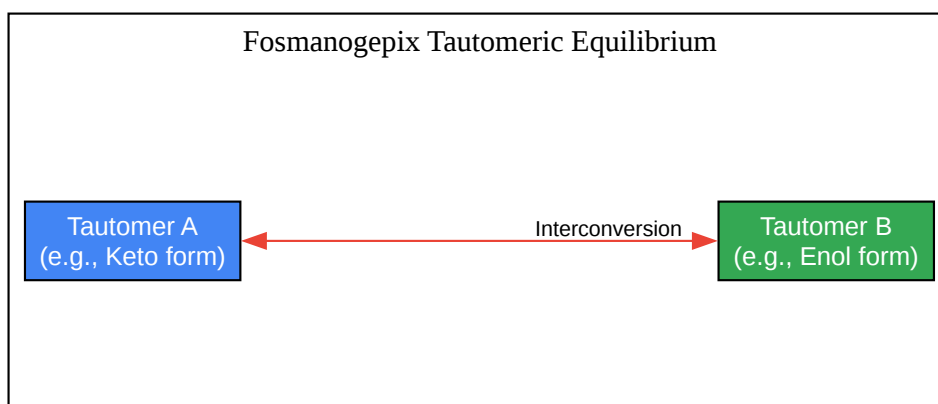 Fosmanogepix Tautomeric Equilibrium
Tautomer A
(e.g., Keto form)
Interconversion
Tautomer B
(e.g., Enol form)